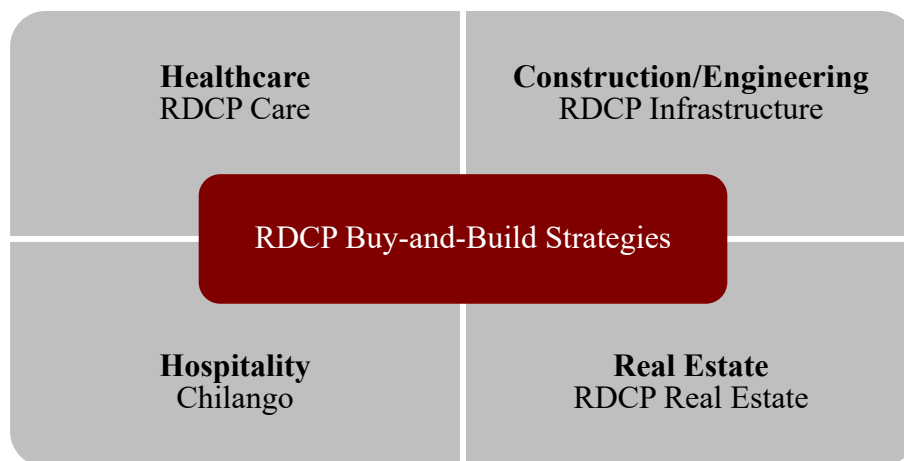 Healthcare
RDCP Care
Construction/Engineering
RDCP Infrastructure
RDCP Buy-and-Build Strategies
Hospitality
Chilango
Real Estate
RDCP Real Estate